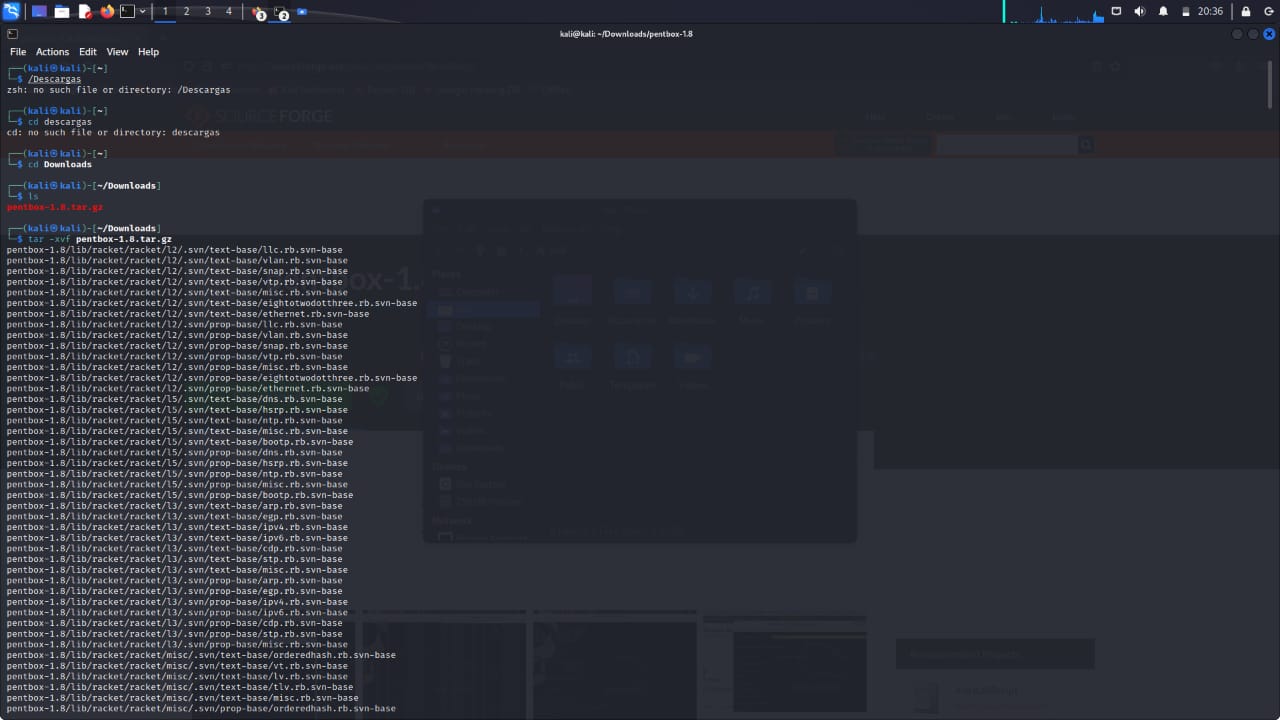 1 2 3 4 3 2 20:36
kali@kali: ~/Downloads/pentbox-1.8
File Actions Edit View Help
┌──(kali㉿kali)-[~]
└─$ /Descargas
zsh: no such file or directory: /Descargas
┌──(kali㉿kali)-[~]
└─$ cd descargas
cd: no such file or directory: descargas
┌──(kali㉿kali)-[~]
└─$ cd Downloads
┌──(kali㉿kali)-[~/Downloads]
└─$ ls
pentbox-1.8.tar.gz
┌──(kali㉿kali)-[~/Downloads]
└─$ tar -xvf pentbox-1.8.tar.gz
pentbox-1.8/lib/racket/racket/l2/.svn/text-base/llc.rb.svn-base
pentbox-1.8/lib/racket/racket/l2/.svn/text-base/vlan.rb.svn-base
pentbox-1.8/lib/racket/racket/l2/.svn/text-base/snap.rb.svn-base
pentbox-1.8/lib/racket/racket/l2/.svn/text-base/vtp.rb.svn-base
pentbox-1.8/lib/racket/racket/l2/.svn/text-base/misc.rb.svn-base
pentbox-1.8/lib/racket/racket/l2/.svn/text-base/eightotwodotthree.rb.svn-base
pentbox-1.8/lib/racket/racket/l2/.svn/text-base/ethernet.rb.svn-base
pentbox-1.8/lib/racket/racket/l2/.svn/prop-base/llc.rb.svn-base
pentbox-1.8/lib/racket/racket/l2/.svn/prop-base/vlan.rb.svn-base
pentbox-1.8/lib/racket/racket/l2/.svn/prop-base/snap.rb.svn-base
pentbox-1.8/lib/racket/racket/l2/.svn/prop-base/vtp.rb.svn-base
pentbox-1.8/lib/racket/racket/l2/.svn/prop-base/misc.rb.svn-base
pentbox-1.8/lib/racket/racket/l2/.svn/prop-base/eightotwodotthree.rb.svn-base
pentbox-1.8/lib/racket/racket/l2/.svn/prop-base/ethernet.rb.svn-base
pentbox-1.8/lib/racket/racket/l5/.svn/text-base/dns.rb.svn-base
pentbox-1.8/lib/racket/racket/l5/.svn/text-base/hsrp.rb.svn-base
pentbox-1.8/lib/racket/racket/l5/.svn/text-base/ntp.rb.svn-base
pentbox-1.8/lib/racket/racket/l5/.svn/text-base/misc.rb.svn-base
pentbox-1.8/lib/racket/racket/l5/.svn/text-base/bootp.rb.svn-base
pentbox-1.8/lib/racket/racket/l5/.svn/prop-base/dns.rb.svn-base
pentbox-1.8/lib/racket/racket/l5/.svn/prop-base/hsrp.rb.svn-base
pentbox-1.8/lib/racket/racket/l5/.svn/prop-base/ntp.rb.svn-base
pentbox-1.8/lib/racket/racket/l5/.svn/prop-base/misc.rb.svn-base
pentbox-1.8/lib/racket/racket/l5/.svn/prop-base/bootp.rb.svn-base
pentbox-1.8/lib/racket/racket/l3/.svn/text-base/arp.rb.svn-base
pentbox-1.8/lib/racket/racket/l3/.svn/text-base/egp.rb.svn-base
pentbox-1.8/lib/racket/racket/l3/.svn/text-base/ipv4.rb.svn-base
pentbox-1.8/lib/racket/racket/l3/.svn/text-base/ipv6.rb.svn-base
pentbox-1.8/lib/racket/racket/l3/.svn/text-base/cdp.rb.svn-base
pentbox-1.8/lib/racket/racket/l3/.svn/text-base/stp.rb.svn-base
pentbox-1.8/lib/racket/racket/l3/.svn/text-base/misc.rb.svn-base
pentbox-1.8/lib/racket/racket/l3/.svn/prop-base/arp.rb.svn-base
pentbox-1.8/lib/racket/racket/l3/.svn/prop-base/egp.rb.svn-base
pentbox-1.8/lib/racket/racket/l3/.svn/prop-base/ipv4.rb.svn-base
pentbox-1.8/lib/racket/racket/l3/.svn/prop-base/ipv6.rb.svn-base
pentbox-1.8/lib/racket/racket/l3/.svn/prop-base/cdp.rb.svn-base
pentbox-1.8/lib/racket/racket/l3/.svn/prop-base/stp.rb.svn-base
pentbox-1.8/lib/racket/racket/l3/.svn/prop-base/misc.rb.svn-base
pentbox-1.8/lib/racket/racket/misc/.svn/text-base/orderedhash.rb.svn-base
pentbox-1.8/lib/racket/racket/misc/.svn/text-base/vt.rb.svn-base
pentbox-1.8/lib/racket/racket/misc/.svn/text-base/lv.rb.svn-base
pentbox-1.8/lib/racket/racket/misc/.svn/text-base/tlv.rb.svn-base
pentbox-1.8/lib/racket/racket/misc/.svn/text-base/misc.rb.svn-base
pentbox-1.8/lib/racket/racket/misc/.svn/prop-base/orderedhash.rb.svn-base
SOURCEFORGE